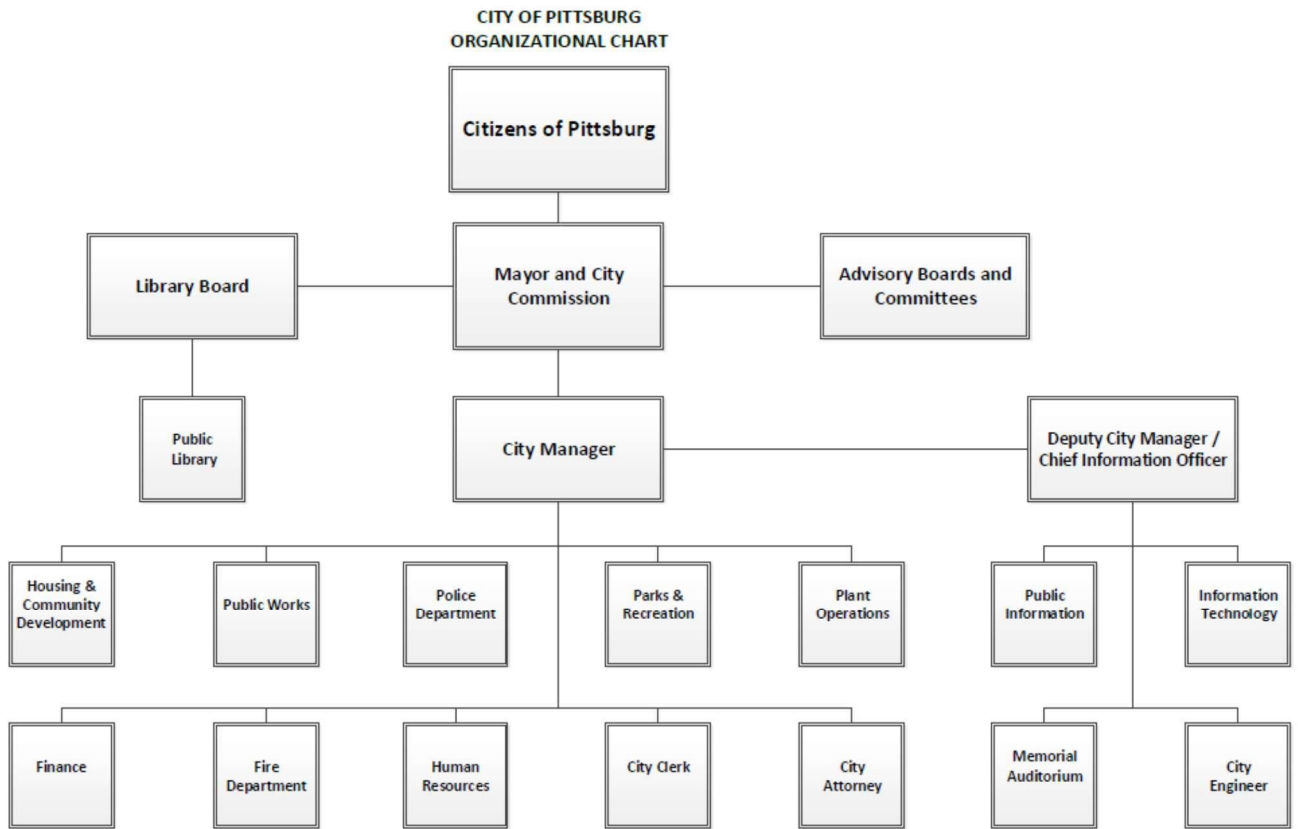 CITY OF PITTSBURG
ORGANIZATIONAL CHART
Citizens of Pittsburg
Library Board
Mayor and City
Commission
Advisory Boards and
Committees
Public
Library
City Manager
Deputy City Manager /
Chief Information Officer
Housing &
Community
Development
Public Works
Police
Department
Parks &
Recreation
Plant
Operations
Public
Information
Information
Technology
Finance
Fire
Department
Human
Resources
City Clerk
City
Attorney
Memorial
Auditorium
City
Engineer